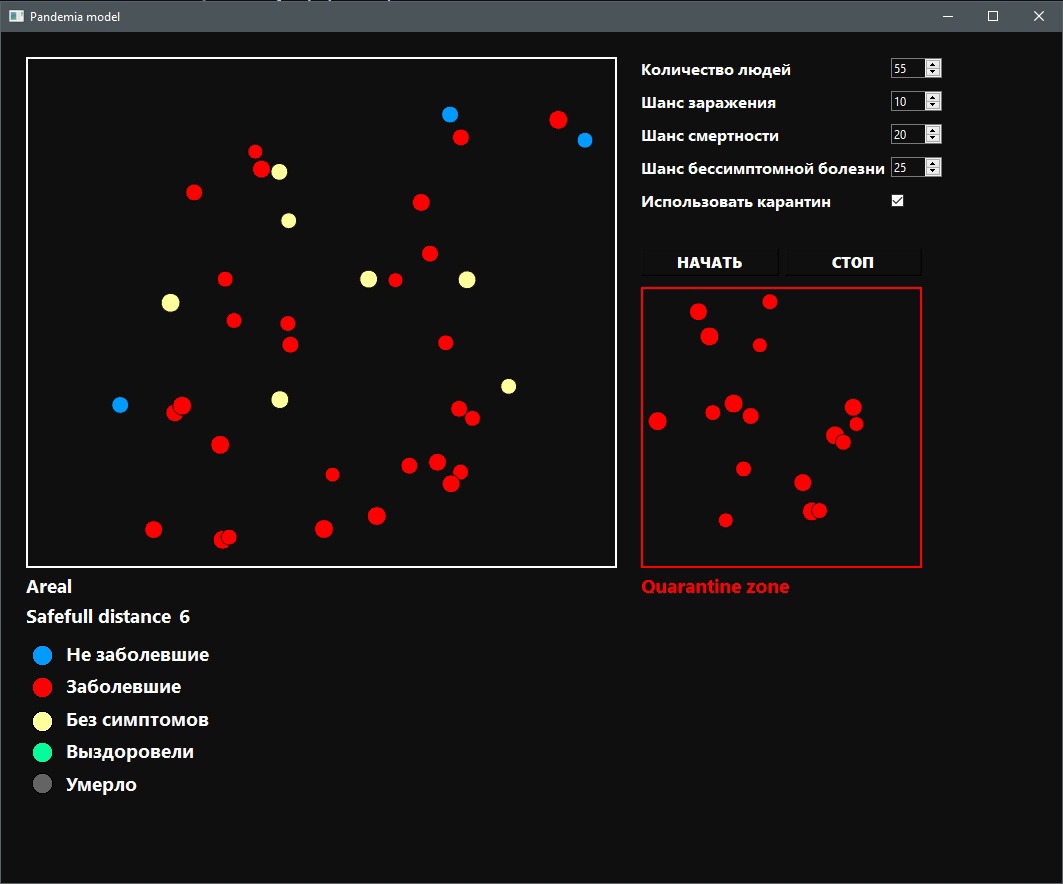 Pandemia model
Количество людей 55
Шанс заражения 10
Шанс смертности 20
Шанс бессимптомной болезни 25
Использовать карантин
НАЧАТЬ СТОП
Areal
Quarantine zone
Safefull distance 6
Не заболевшие
Заболевшие
Без симптомов
Выздоровели
Умерло